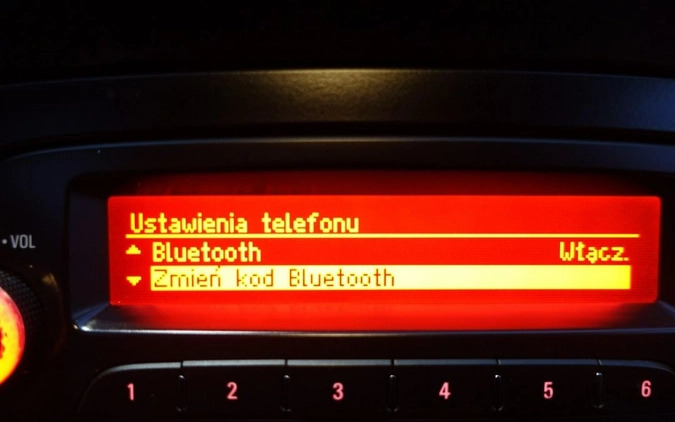 Ustawienia telefonu
• VOL
Bluetooth Włącz.
Zmień kod Bluetooth
1 2 3 4 5 6